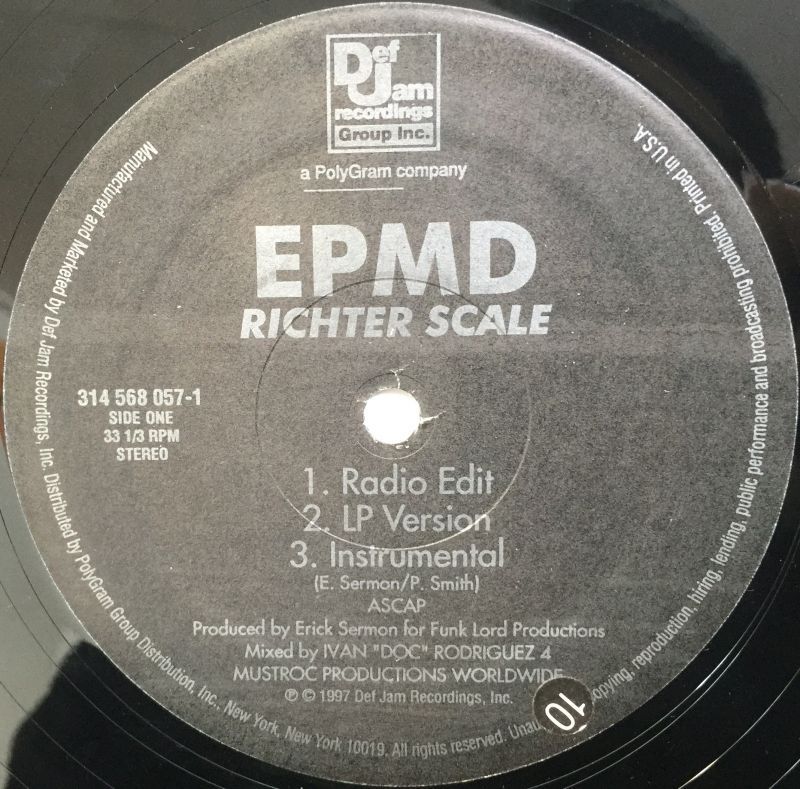 Def
Jam
recordings
Group Inc.
a PolyGram company
EPMD
RICHTER SCALE
314 568 057-1
SIDE ONE
33 1/3 RPM
STEREO
1. Radio Edit
2. LP Version
3. Instrumental
(E. Sermon/P. Smith)
ASCAP
Produced by Erick Sermon for Funk Lord Productions
Mixed by IVAN "DOC" RODRIGUEZ 4
MUSTROC PRODUCTIONS WORLDWIDE
℗ © 1997 Def Jam Recordings, Inc.
10
Manufactured and Marketed by Def Jam Recordings, Inc. Distributed by PolyGram Group Distribution, Inc., New York, New York 10019. All rights reserved. reproduction, hiring, lending, public performance and broadcasting prohibited. Printed in U.S.A.